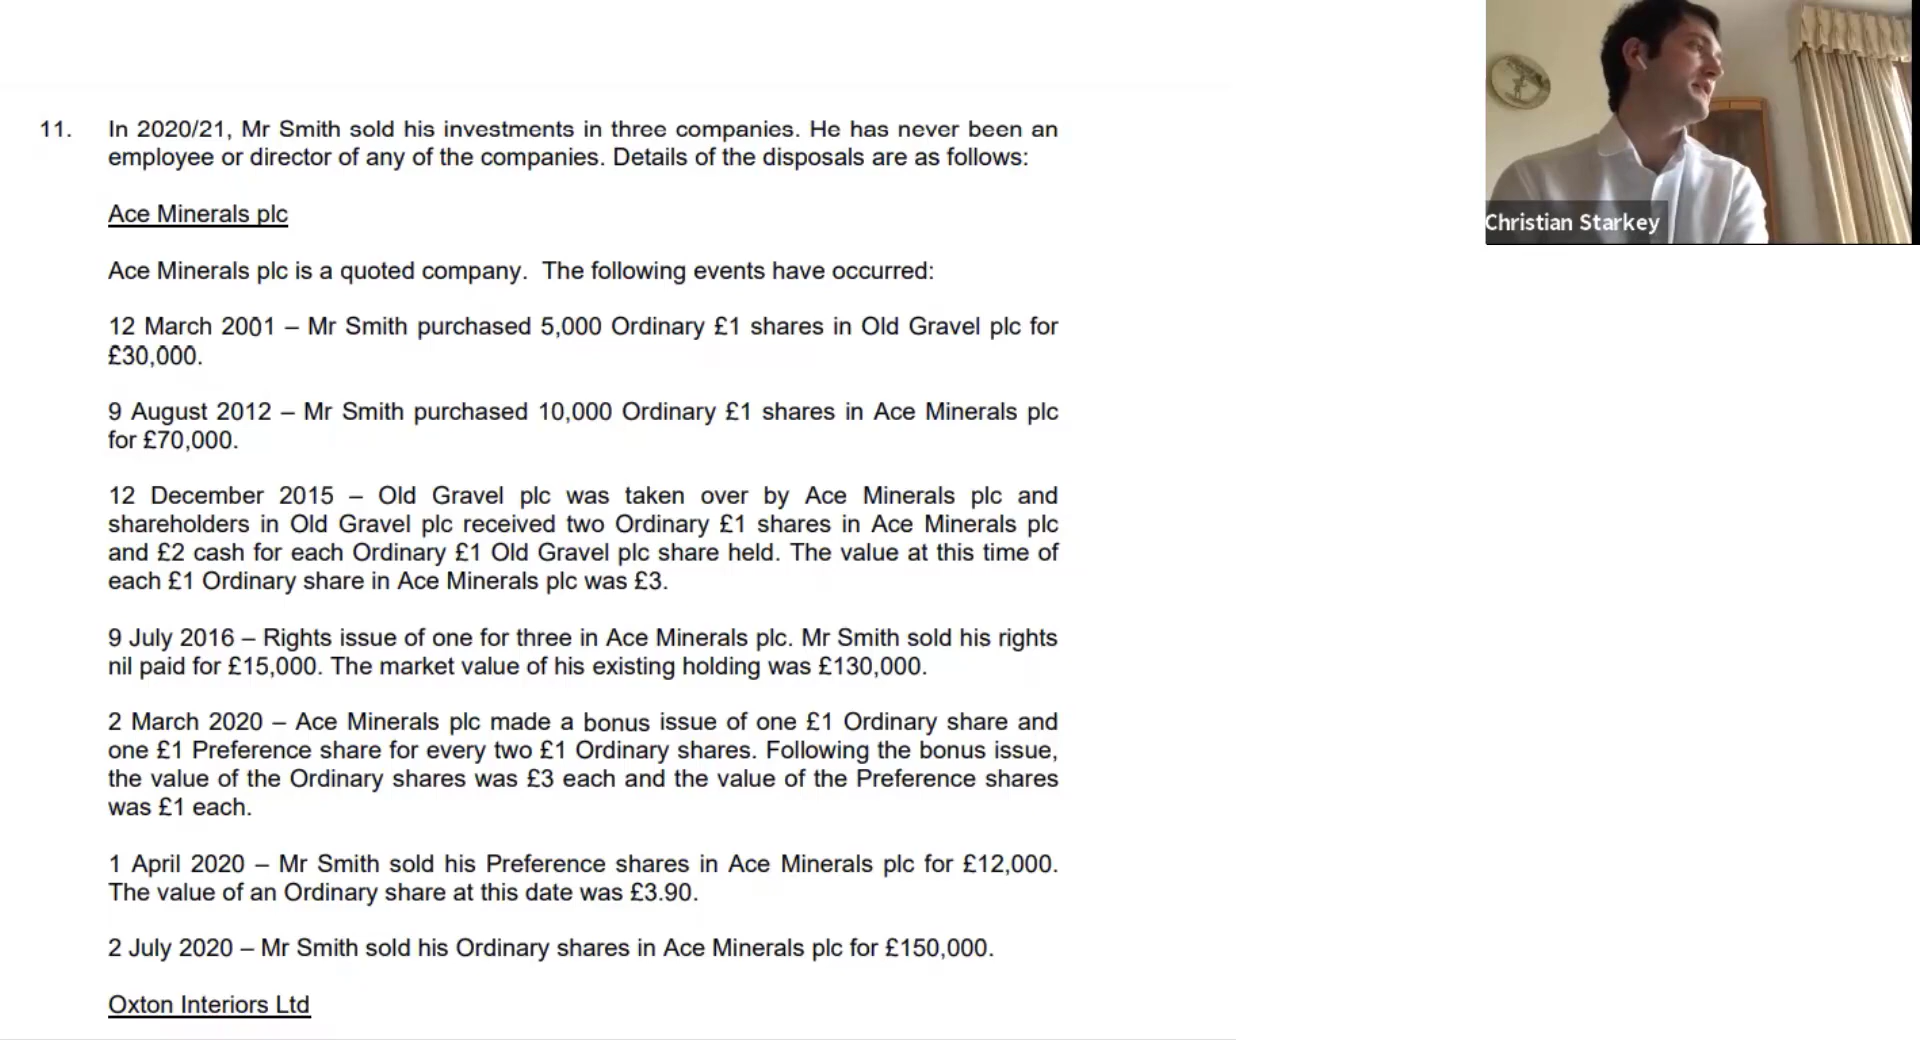 11. In 2020/21, Mr Smith sold his investments in three companies. He has never been an
employee or director of any of the companies. Details of the disposals are as follows:
Ace Minerals plc
Ace Minerals plc is a quoted company. The following events have occurred:
12 March 2001 – Mr Smith purchased 5,000 Ordinary £1 shares in Old Gravel plc for
£30,000.
9 August 2012 – Mr Smith purchased 10,000 Ordinary £1 shares in Ace Minerals plc
for £70,000.
12 December 2015 – Old Gravel plc was taken over by Ace Minerals plc and
shareholders in Old Gravel plc received two Ordinary £1 shares in Ace Minerals plc
and £2 cash for each Ordinary £1 Old Gravel plc share held. The value at this time of
each £1 Ordinary share in Ace Minerals plc was £3.
9 July 2016 – Rights issue of one for three in Ace Minerals plc. Mr Smith sold his rights
nil paid for £15,000. The market value of his existing holding was £130,000.
2 March 2020 – Ace Minerals plc made a bonus issue of one £1 Ordinary share and
one £1 Preference share for every two £1 Ordinary shares. Following the bonus issue,
the value of the Ordinary shares was £3 each and the value of the Preference shares
was £1 each.
1 April 2020 – Mr Smith sold his Preference shares in Ace Minerals plc for £12,000.
The value of an Ordinary share at this date was £3.90.
2 July 2020 – Mr Smith sold his Ordinary shares in Ace Minerals plc for £150,000.
Oxton Interiors Ltd
Christian Starkey